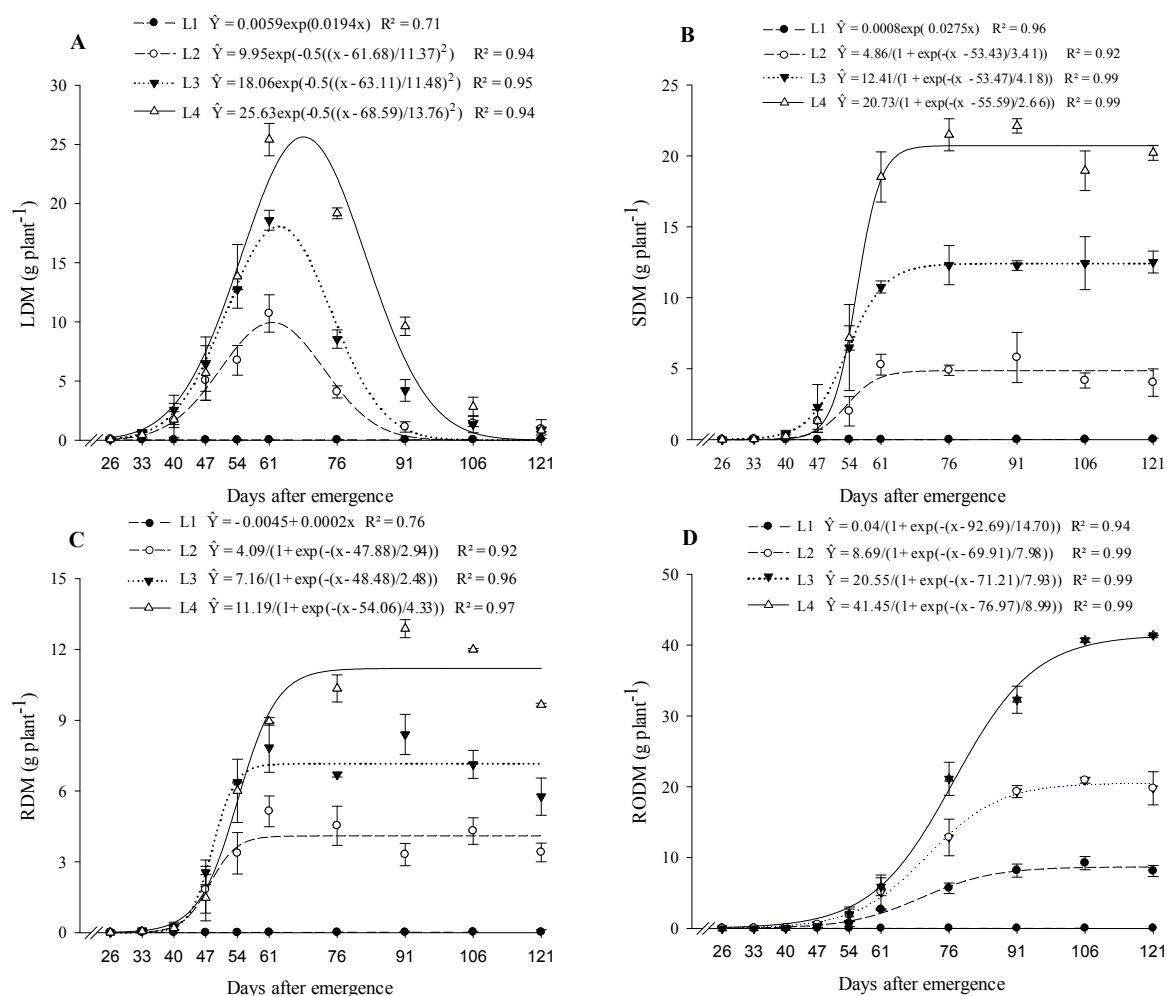 A
L1 Ŷ=0.0059exp(0.0194x) R²=0.71
L2 Ŷ=9.95exp(-0.5((x-61.68)/11.37)²) R²=0.94
L3 Ŷ=18.06exp(-0.5((x-63.11)/11.48)²) R²=0.95
L4 Ŷ=25.63exp(-0.5((x-68.59)/13.76)²) R²=0.94
30
25
20
15
10
5
0
LDM (g plant⁻¹)
26 33 40 47 54 61 76 91 106 121
Days after emergence
B
L1 Ŷ=0.0008exp( 0.0275x) R²=0.96
L2 Ŷ=4.86/(1+exp(-(x -53.43)/3.41)) R²=0.92
L3 Ŷ=12.41/(1+exp(-(x -53.47)/4.18)) R²=0.99
L4 Ŷ=20.73/(1+exp(-(x -55.59)/2.66)) R²=0.99
25
20
15
10
5
0
SDM (g plant⁻¹)
26 33 40 47 54 61 76 91 106 121
Days after emergence
C
L1 Ŷ=-0.0045+0.0002x R²=0.76
L2 Ŷ=4.09/(1+exp(-(x-47.88)/2.94)) R²=0.92
L3 Ŷ=7.16/(1+exp(-(x-48.48)/2.48)) R²=0.96
L4 Ŷ=11.19/(1+exp(-(x-54.06)/4.33)) R²=0.97
15
12
9
6
3
0
RDM (g plant⁻¹)
26 33 40 47 54 61 76 91 106 121
Days after emergence
D
L1 Ŷ=0.04/(1+exp(-(x-92.69)/14.70)) R²=0.94
L2 Ŷ=8.69/(1+exp(-(x-69.91)/7.98)) R²=0.99
L3 Ŷ=20.55/(1+exp(-(x-71.21)/7.93)) R²=0.99
L4 Ŷ=41.45/(1+exp(-(x-76.97)/8.99)) R²=0.99
50
40
30
20
10
0
RODM (g plant⁻¹)
26 33 40 47 54 61 76 91 106 121
Days after emergence